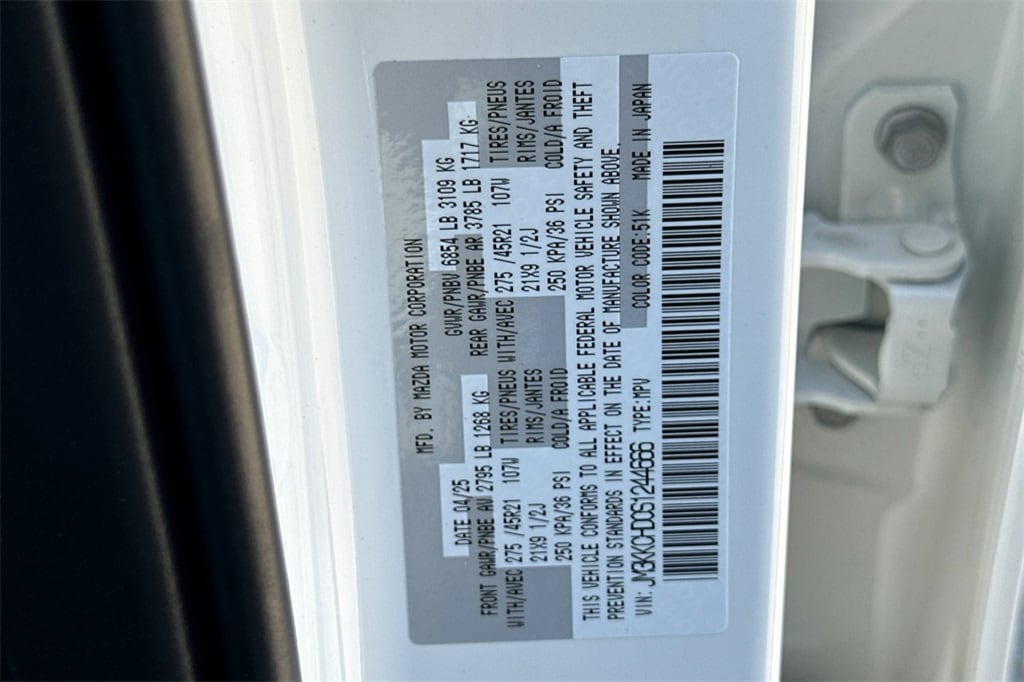 MFD. BY MAZDA MOTOR CORPORATION
DATE 04/25 GVWR/PNBV 6854 LB 3109 KG
FRONT GAWR/PNBE AV 2795 LB 1268 KG REAR GAWR/PNBE AR 3785 LB 1717 KG
WITH/AVEC 275 /45R21 107W TIRES/PNEUS WITH/AVEC 275 /45R21 107W TIRES/PNEUS
21X9 1/2J RIMS/JANTES 21X9 1/2J RIMS/JANTES
250 KPA/36 PSI COLD/A FROID 250 KPA/36 PSI COLD/A FROID
THIS VEHICLE CONFORMS TO ALL APPLICABLE FEDERAL MOTOR VEHICLE SAFETY AND THEFT
PREVENTION STANDARDS IN EFFECT ON THE DATE OF MANUFACTURE SHOWN ABOVE.
VIN: JM3KKCHD0S1244666 TYPE:MPV COLOR CODE:51K MADE IN JAPAN